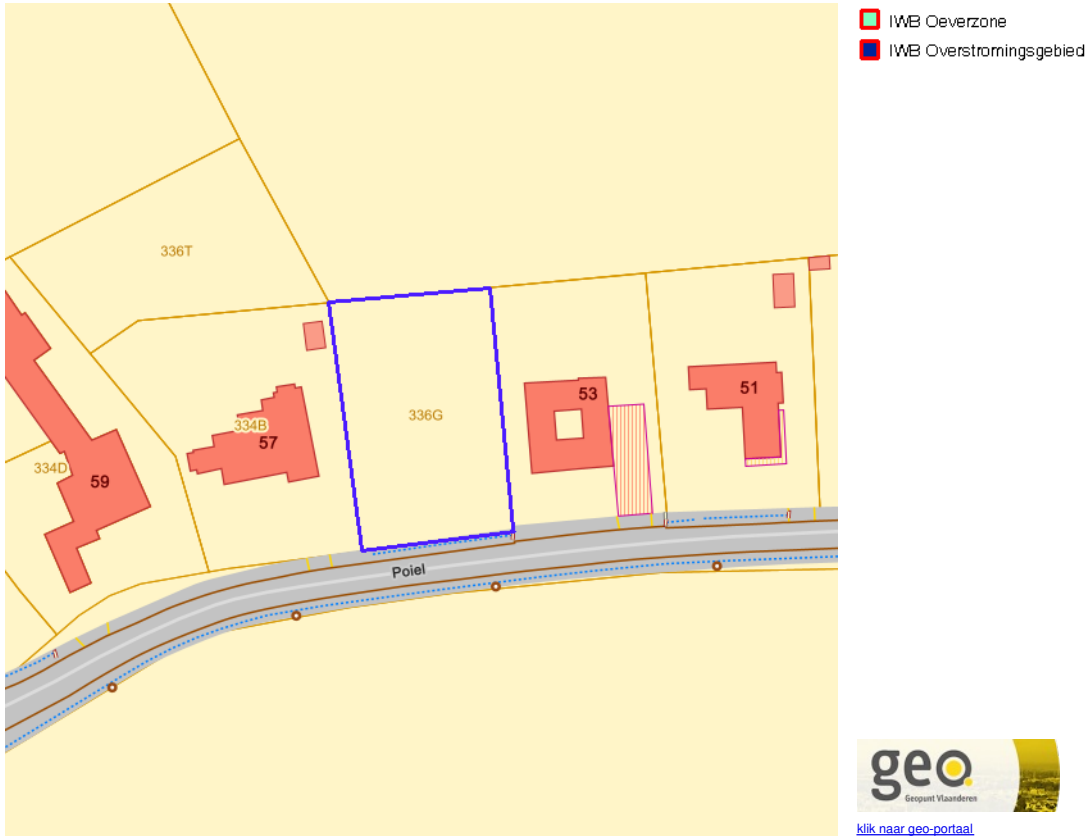 IWB Oeverzone
IWB Overstromingsgebied
336T
53
51
336G
334B
57
334D
59
Poiel
geo
Geopunt Vlaanderen
klik naar geo-portaal